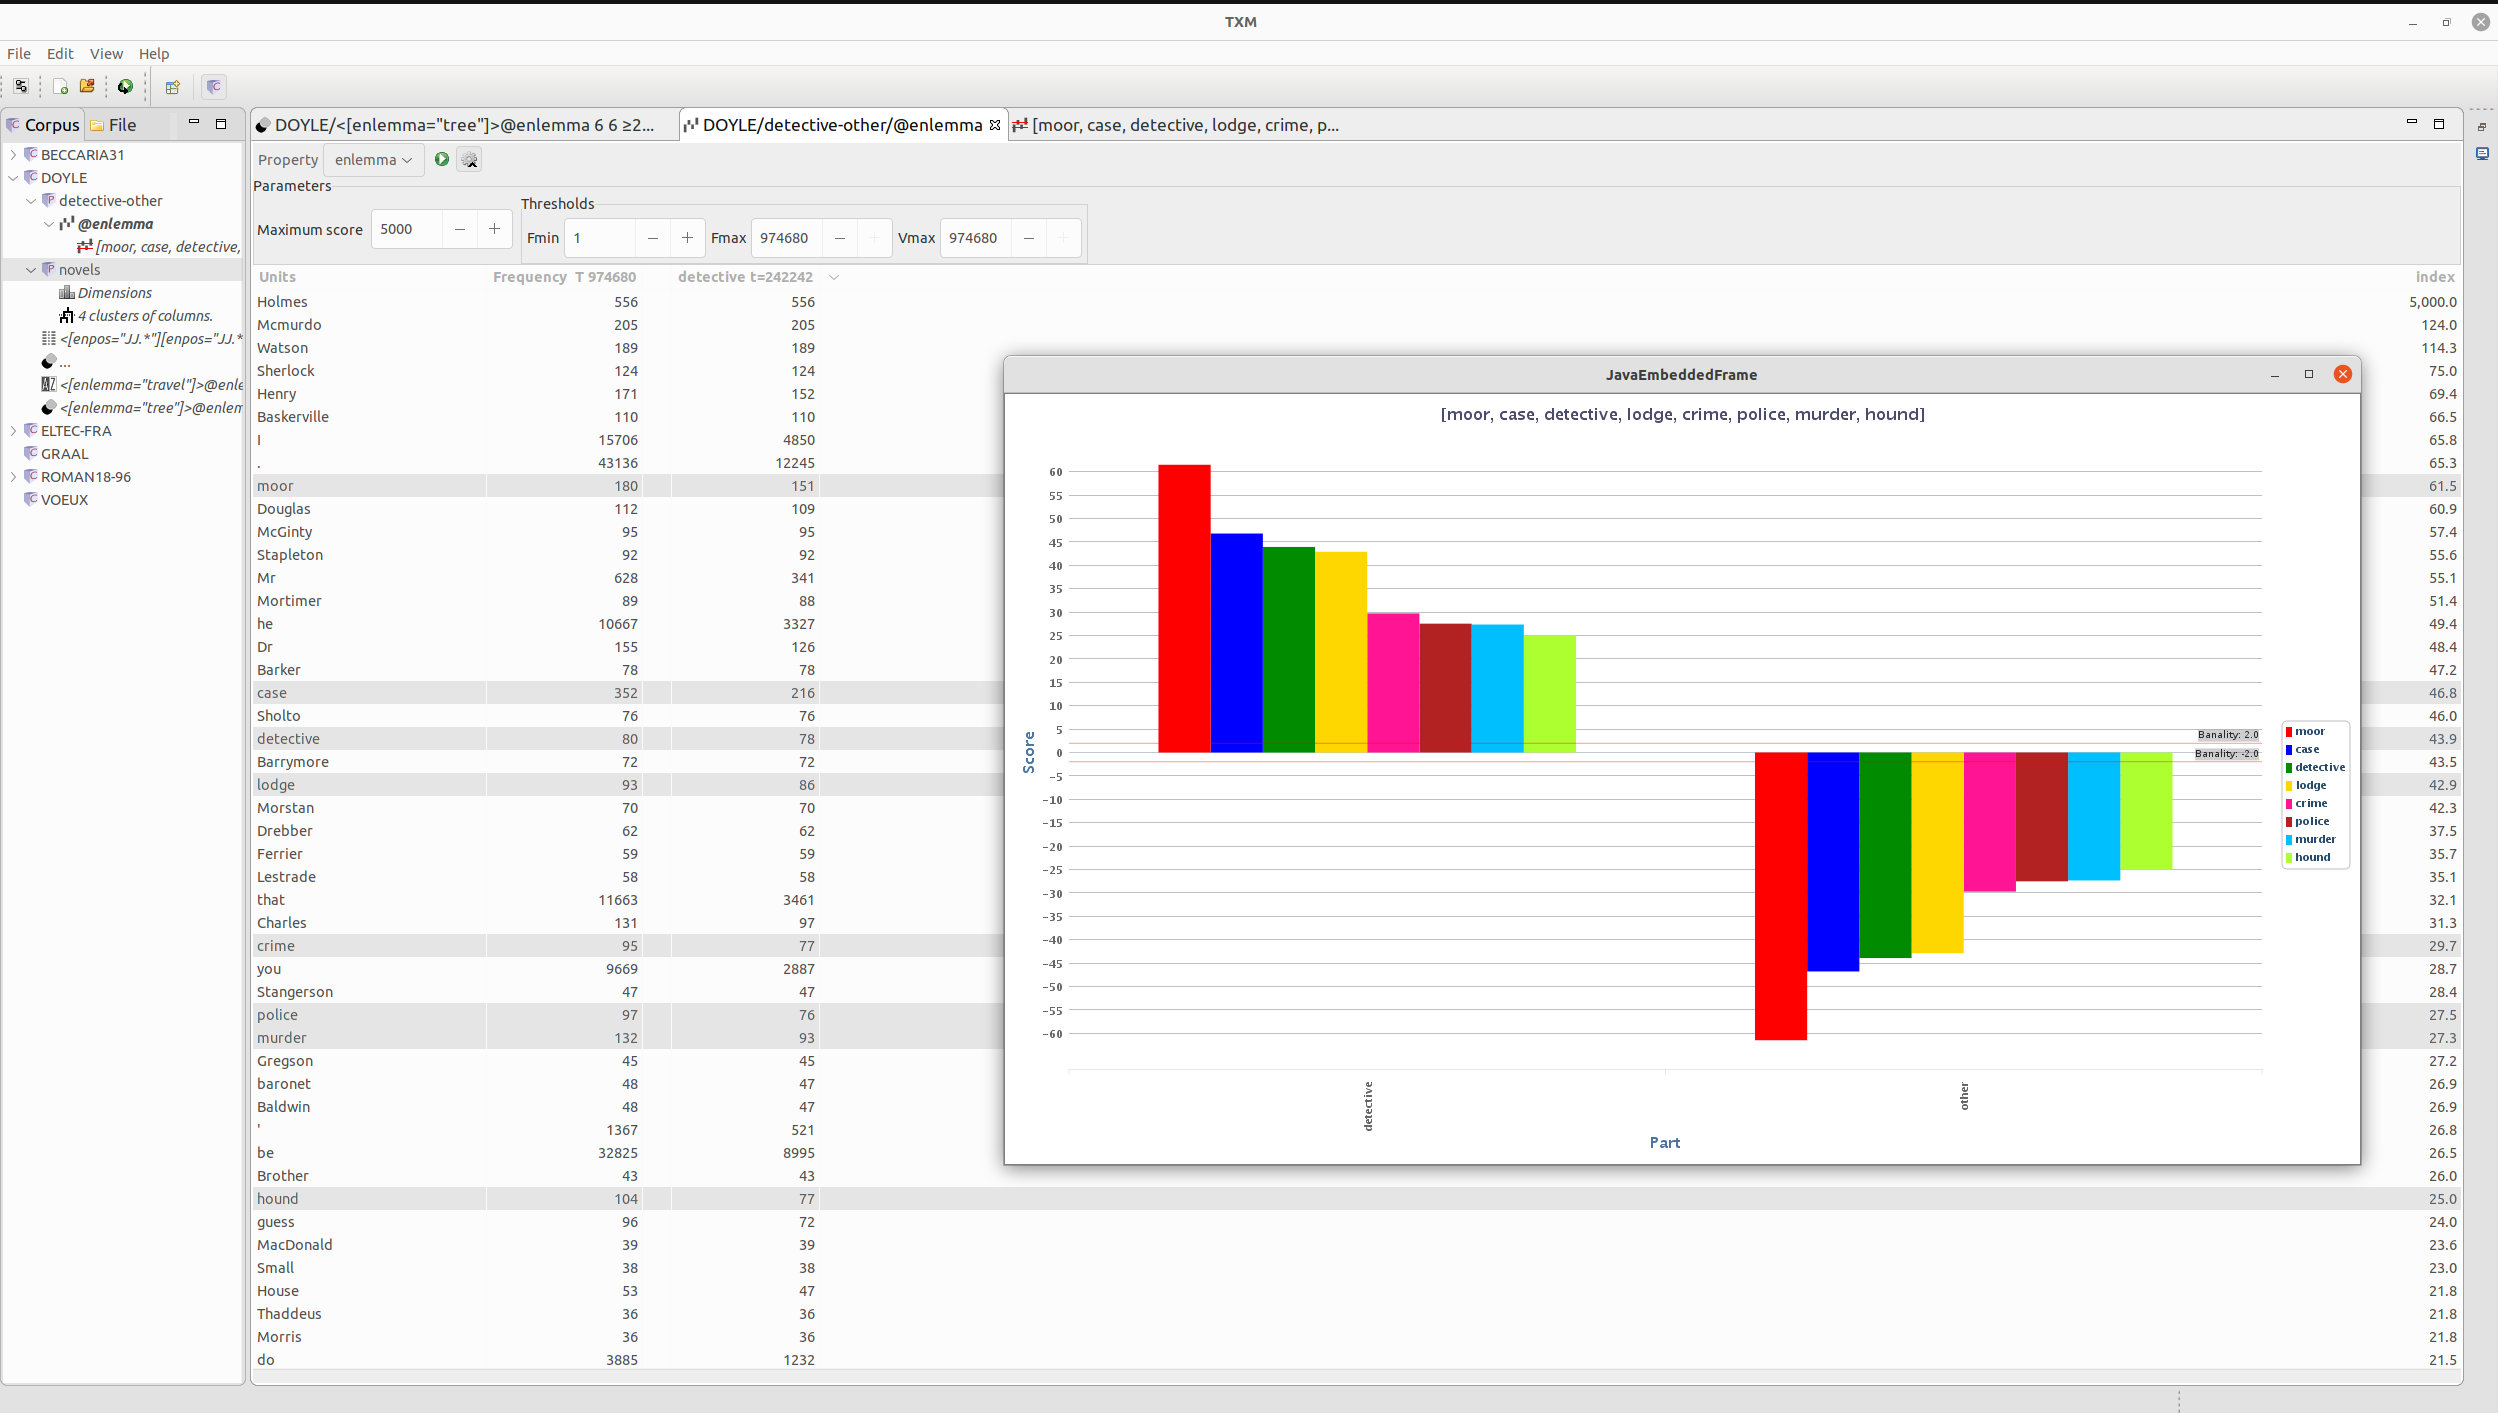 TXM
File Edit View Help
Corpus File
DOYLE/<[enlemma="tree"]>@enlemma 6 6 ≥2...
DOYLE/detective-other/@enlemma
[moor, case, detective, lodge, crime, p...
BECCARIA31
DOYLE
detective-other
@enlemma
[moor, case, detective,
novels
Dimensions
4 clusters of columns.
<[enpos="JJ.*"][enpos="JJ.*
...
<[enlemma="travel"]>@enle
<[enlemma="tree"]>@enlem
ELTEC-FRA
GRAAL
ROMAN18-96
VOEUX
Property enlemma
Parameters
Maximum score 5000
Thresholds
Fmin 1 Fmax 974680 Vmax 974680
Units Frequency T 974680 detective t=242242 index
Holmes 556 556 5,000.0
Mcmurdo 205 205 124.0
Watson 189 189 114.3
Sherlock 124 124 75.0
Henry 171 152 69.4
Baskerville 110 110 66.5
I 15706 4850 65.8
. 43136 12245 65.3
moor 180 151 61.5
Douglas 112 109 60.9
McGinty 95 95 57.4
Stapleton 92 92 55.6
Mr 628 341 55.1
Mortimer 89 88 51.4
he 10667 3327 49.4
Dr 155 126 48.4
Barker 78 78 47.2
case 352 216 46.8
Sholto 76 76 46.0
detective 80 78 43.9
Barrymore 72 72 43.5
lodge 93 86 42.9
Morstan 70 70 42.3
Drebber 62 62 37.5
Ferrier 59 59 35.7
Lestrade 58 58 35.1
that 11663 3461 32.1
Charles 131 97 31.3
crime 95 77 29.7
you 9669 2887 28.7
Stangerson 47 47 28.4
police 97 76 27.5
murder 132 93 27.3
Gregson 45 45 27.2
baronet 48 47 26.9
Baldwin 48 47 26.9
' 1367 521 26.8
be 32825 8995 26.5
Brother 43 43 26.0
hound 104 77 25.0
guess 96 72 24.0
MacDonald 39 39 23.6
Small 38 38 23.0
House 53 47 21.8
Thaddeus 36 36 21.8
Morris 36 36 21.8
do 3885 1232 21.5
JavaEmbeddedFrame
[moor, case, detective, lodge, crime, police, murder, hound]
Score
60
55
50
45
40
35
30
25
20
15
10
5
0
-5
-10
-15
-20
-25
-30
-35
-40
-45
-50
-55
-60
Banality: 2.0
Banality: -2.0
moor
case
detective
lodge
crime
police
murder
hound
detective
other
Part